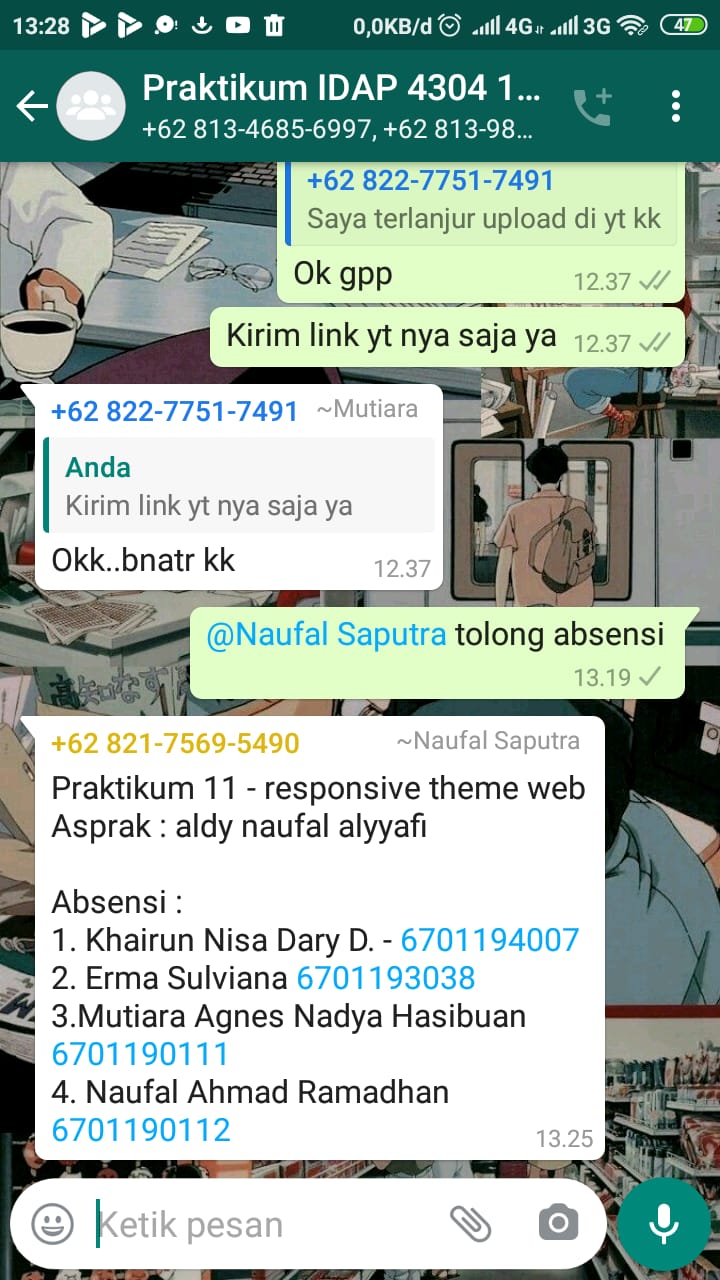 13:28
0,0KB/d
4G
3G
47
Praktikum IDAP 4304 1...
+62 813-4685-6997, +62 813-98...
+62 822-7751-7491
Saya terlanjur upload di yt kk
Ok gpp
12.37
Kirim link yt nya saja ya
12.37
+62 822-7751-7491 ~Mutiara
Anda
Kirim link yt nya saja ya
Okk..bnatr kk
12.37
@Naufal Saputra tolong absensi
13.19
+62 821-7569-5490 ~Naufal Saputra
Praktikum 11 - responsive theme web
Asprak : aldy naufal alyyafi
Absensi :
1. Khairun Nisa Dary D. - 6701194007
2. Erma Sulviana 6701193038
3.Mutiara Agnes Nadya Hasibuan
6701190111
4. Naufal Ahmad Ramadhan
6701190112
13.25
Ketik pesan